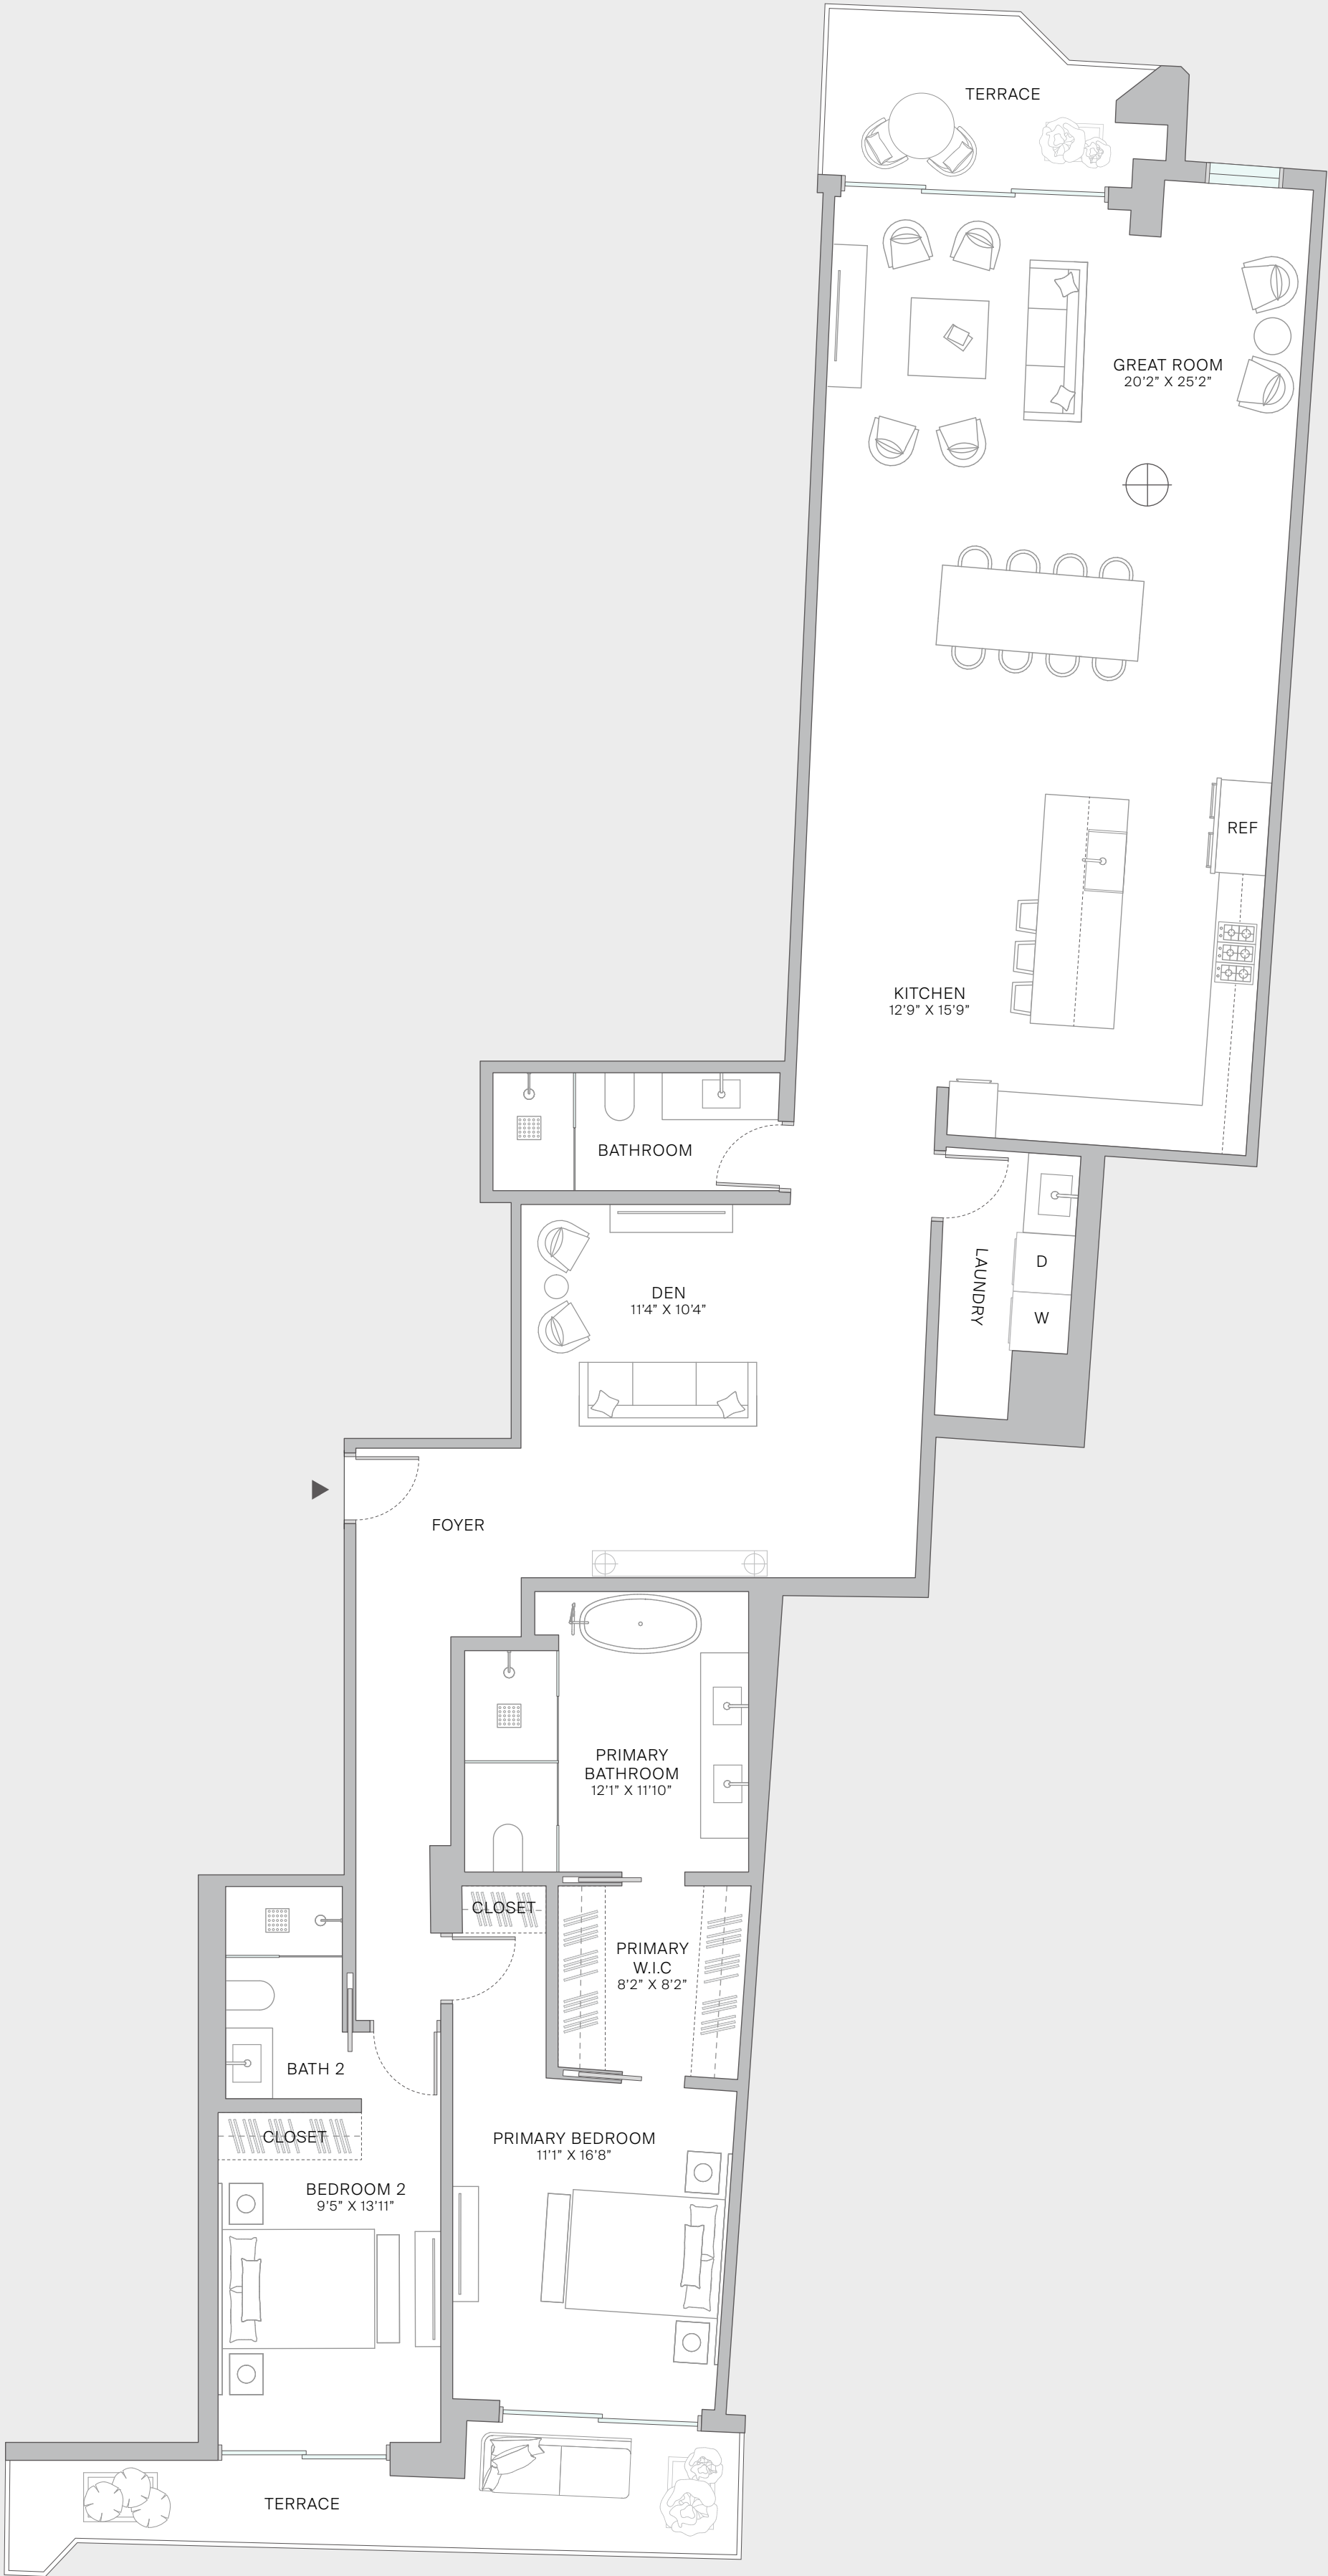 TERRACE
GREAT ROOM
20'2” X 25'2”
REF
KITCHEN
12'9” X 15'9”
BATHROOM
LAUNDRY
D
W
DEN
11'4” X 10'4”
FOYER
PRIMARY
BATHROOM
12'1” X 11'10”
CLOSET
PRIMARY
W.I.C
8'2” X 8'2”
BATH 2
CLOSET
PRIMARY BEDROOM
11'1” X 16'8”
BEDROOM 2
9'5” X 13'11”
TERRACE